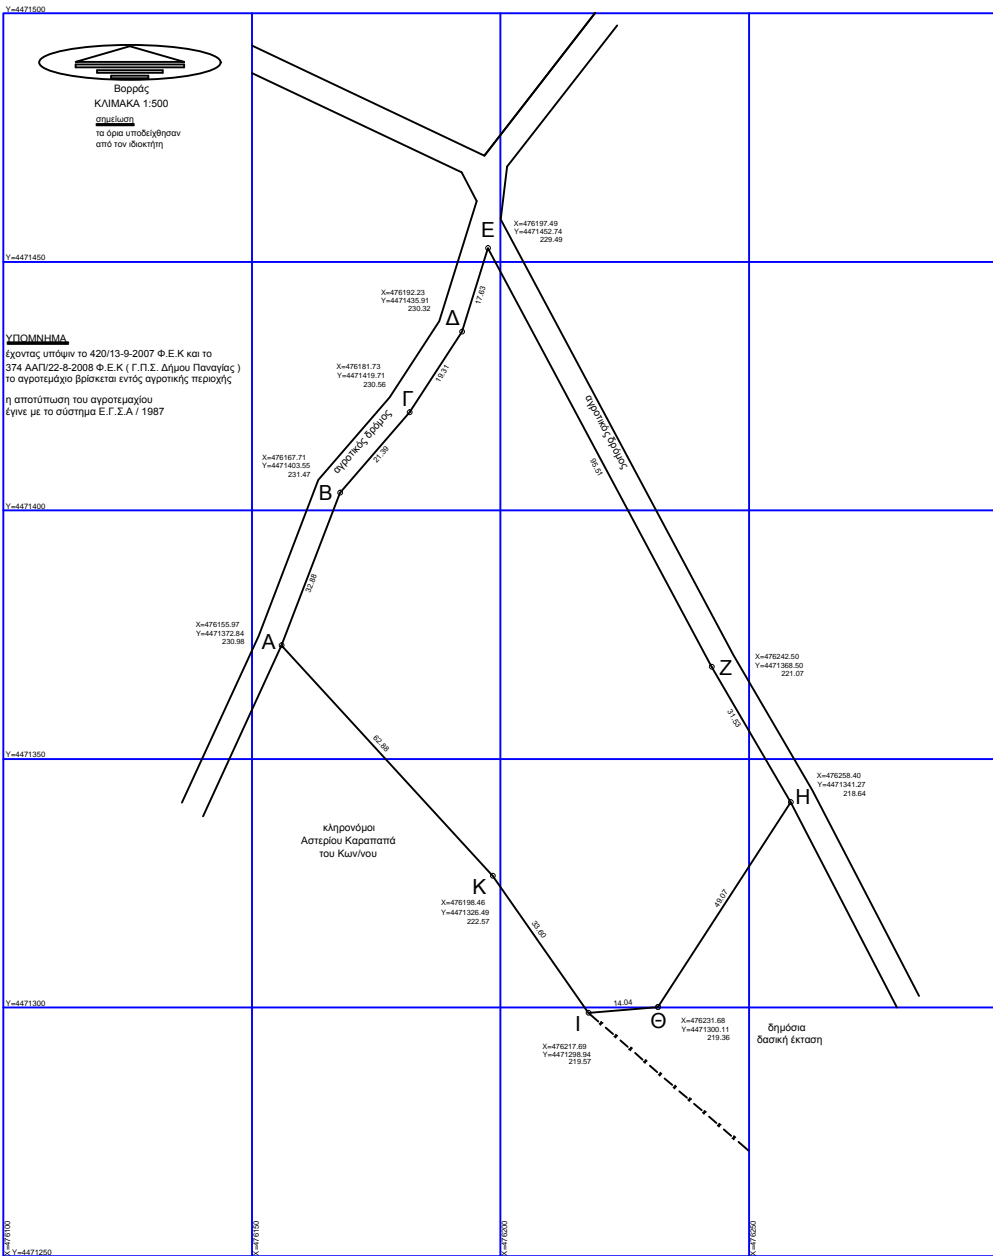 Y=4471500
Βορράς
ΚΛΙΜΑΚΑ 1:500
σημείωση
τα όρια υποδείχθησαν
από τον ιδιοκτήτη
X=476197.49
Y=4471452.74
229.49
E
Y=4471450
17.63
X=476192.23
Y=4471435.91
230.32
Δ
ΥΠΟΜΝΗΜΑ
έχοντας υπόψιν το 420/13-9-2007 Φ.Ε.Κ και το
374 ΑΑΠ/22-8-2008 Φ.Ε.Κ ( Γ.Π.Σ. Δήμου Παναγίας )
το αγροτεμάχιο βρίσκεται εντός αγροτικής περιοχής
η αποτύπωση του αγροτεμαχίου
έγινε με το σύστημα Ε.Γ.Σ.Α / 1987
19.31
X=476181.73
Y=4471419.71
230.56
Γ
αγροτικός δρόμος
αγροτικός δρόμος
21.39
95.51
X=476167.71
Y=4471403.55
231.47
B
Y=4471400
32.88
X=476155.97
Y=4471372.84
230.98
A
Z
X=476242.50
Y=4471368.50
221.07
31.53
62.88
Y=4471350
X=476258.40
Y=4471341.27
218.64
H
κληρονόμοι
Αστερίου Καραπαπά
του Κων/νου
K
X=476198.46
Y=4471326.49
222.57
49.07
33.60
Y=4471300
14.04
I
Θ
X=476231.68
Y=4471300.11
219.36
δημόσια
δασική έκταση
X=476217.69
Y=4471298.94
219.57
X=476100
X=476150
X=476200
X=476250
Y=4471250